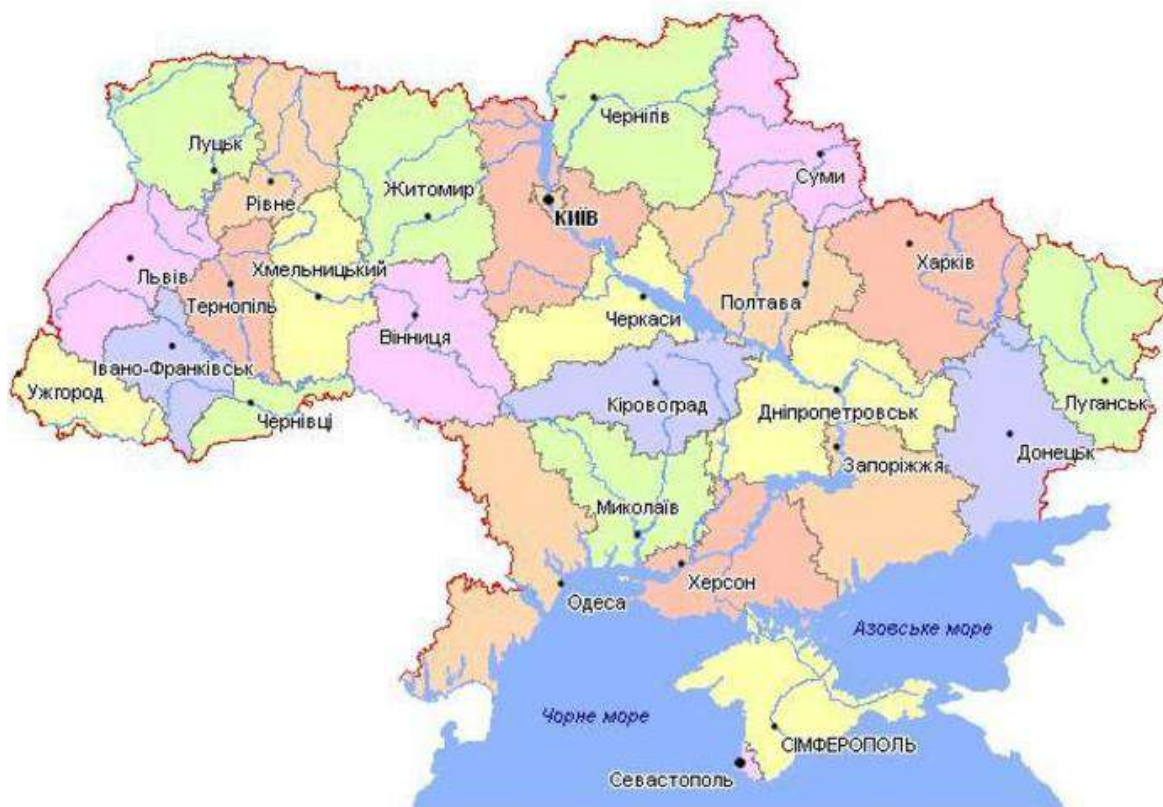 Чернігів
Луцьк
Суми
Рівне
Житомир
КИЇВ
Львів
Хмельницький
Харків
Тернопіль
Полтава
Черкаси
Вінниця
Івано-Франківськ
Ужгород
Чернівці
Кіровоград
Дніпропетровськ
Луганськ
Донецьк
Запоріжжя
Миколаїв
Херсон
Одеса
Азовське море
Чорне море
СІМФЕРОПОЛЬ
Севастополь